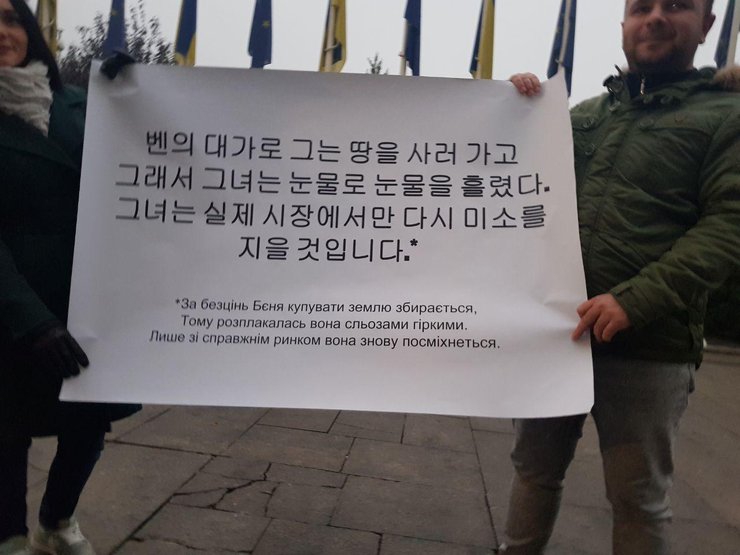 벤의 대가로 그는 땅을 사러 가고
그래서 그녀는 눈물로 눈물을 흘렸다.
그녀는 실제 시장에서만 다시 미소를
지을 것입니다.*
*За безцінь Бєня купувати землю збирається,
Тому розплакалась вона сльозами гіркими.
Лише зі справжнім ринком вона знову посміхнеться.